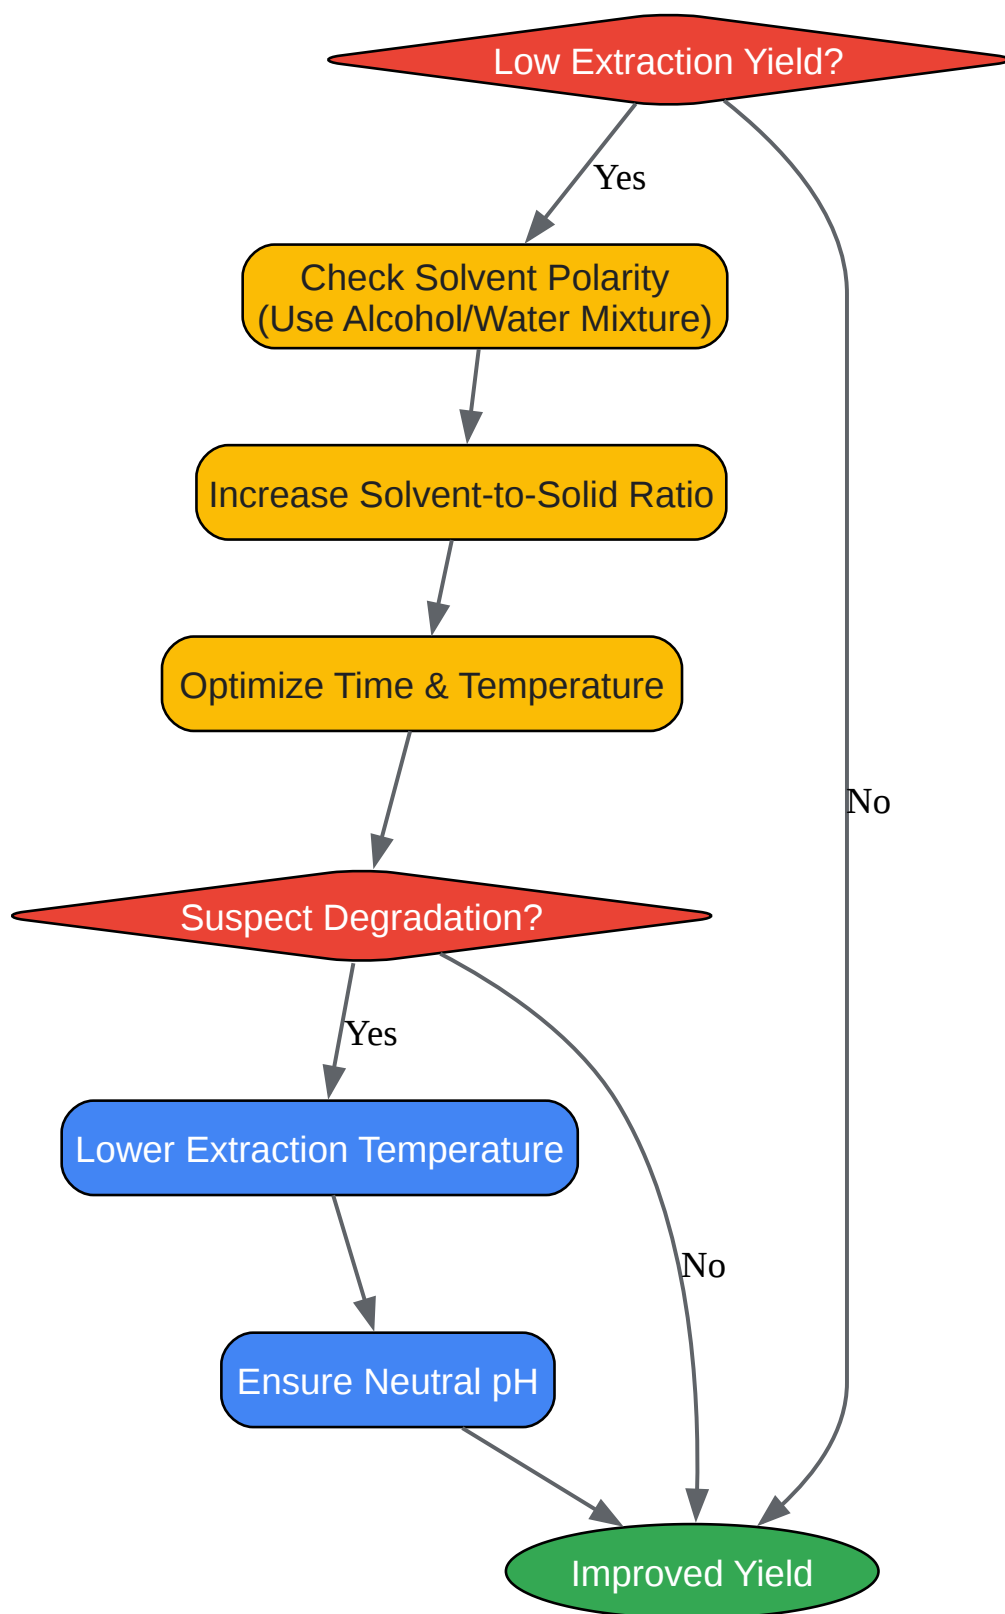 Low Extraction Yield?
Yes
Check Solvent Polarity
(Use Alcohol/Water Mixture)
Increase Solvent-to-Solid Ratio
Optimize Time & Temperature
No
Suspect Degradation?
Yes
Lower Extraction Temperature
No
Ensure Neutral pH
Improved Yield